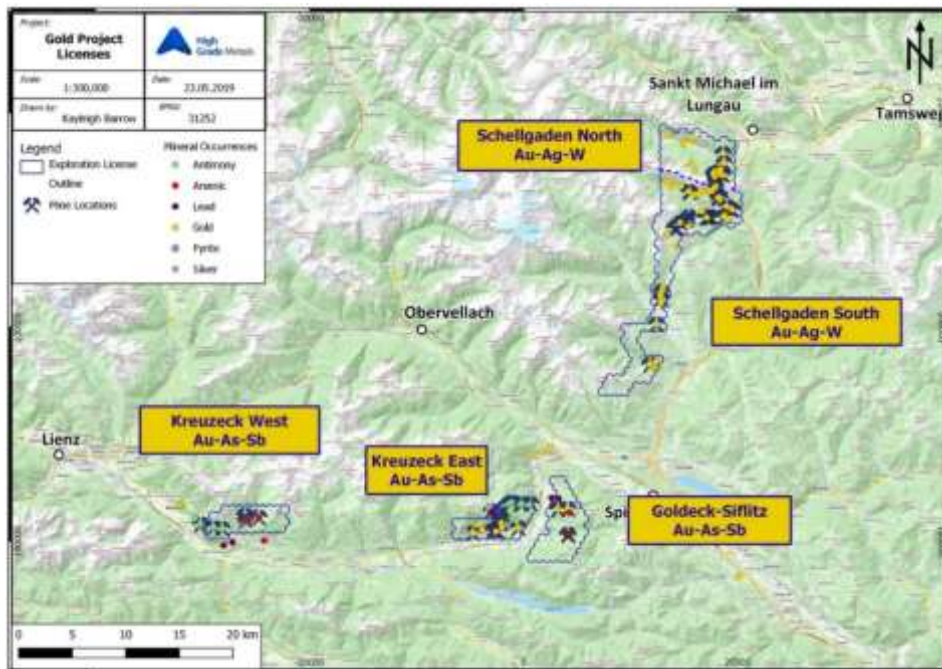 Project:
Gold Project
Licenses
High
Grade Metals
Scale:
1:300,000
Date:
23.05.2019
Drawn by:
Kayleigh Barrow
EPSG:
31252
Legend
Exploration License
Outline
Mine Locations
Mineral Occurrences
Antimony
Arsenic
Lead
Gold
Pyrite
Silver
N
Sankt Michael im
Lungau
Tamsweg
Schellgaden North
Au-Ag-W
Obervellach
Schellgaden South
Au-Ag-W
Kreuzeck West
Au-As-Sb
Lienz
Kreuzeck East
Au-As-Sb
Spi
Goldeck-Siflitz
Au-As-Sb
0 5 10 15 20 km